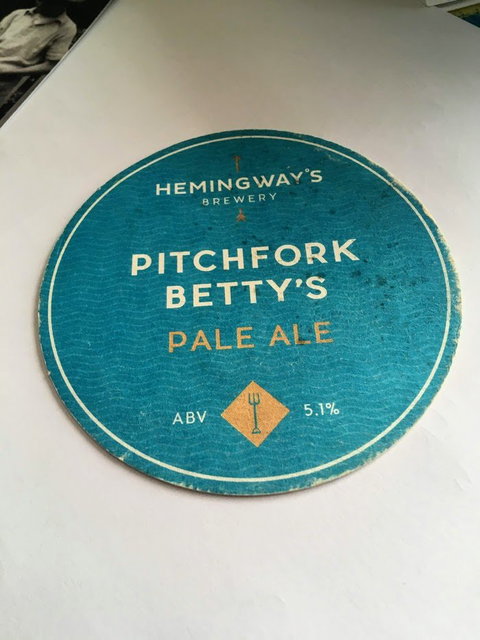 HEMINGWAY'S
BREWERY
PITCHFORK
BETTY'S
PALE ALE
ABV 5.1%